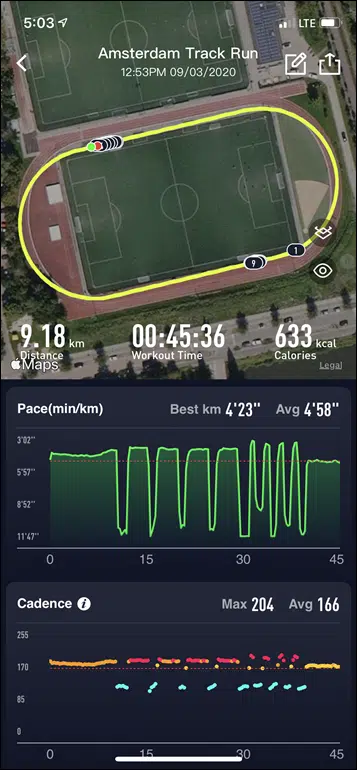 5:03 LTE
Amsterdam Track Run
12:53PM 09/03/2020
1
9
9.18 km 00:45:36 633 kcal
Distance Workout Time Calories
Maps Legal
Pace(min/km) Best km 4'23" Avg 4'58"
3'02"
5'57"
8'52"
11'47"
0 15 30 45
Cadence i Max 204 Avg 166
255
170
85
0
0 15 30 45